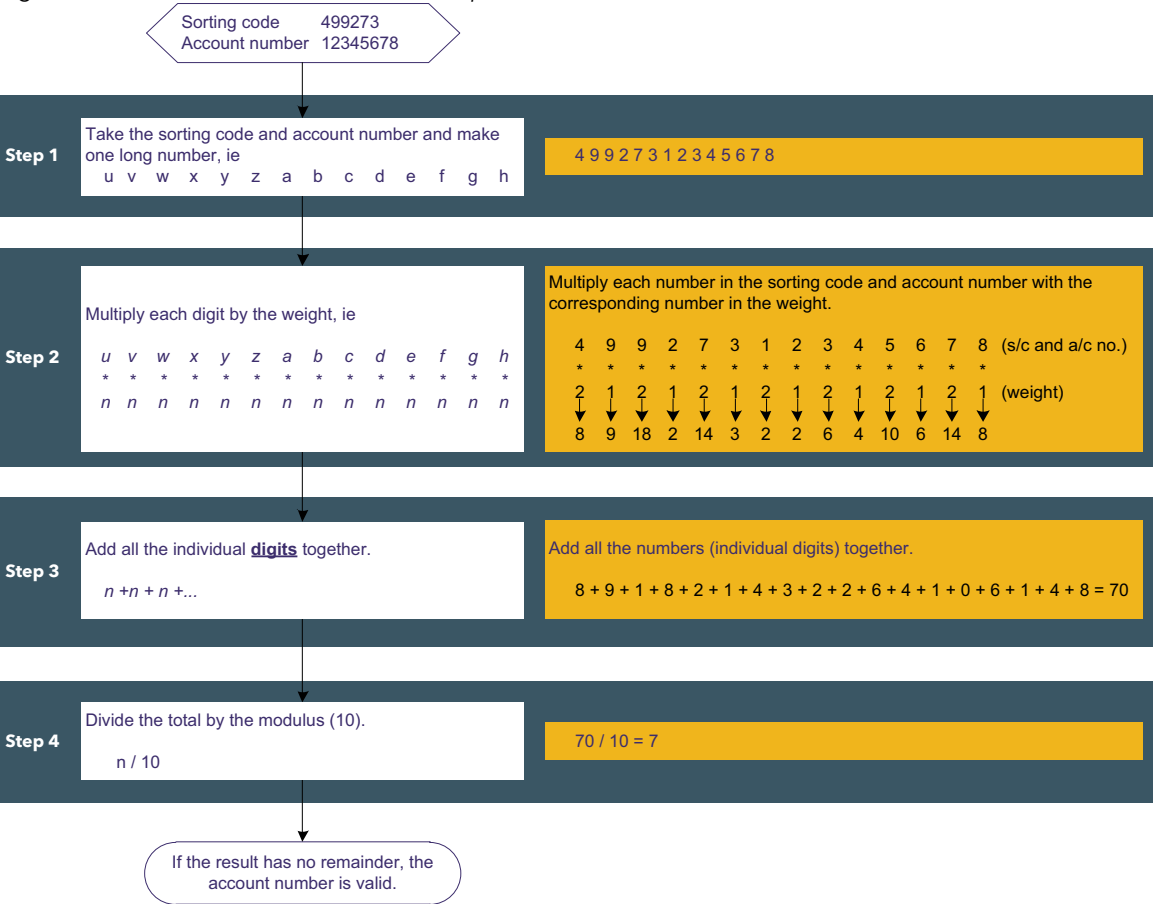 Sorting code 499273
Account number 12345678
Step 1
Take the sorting code and account number and make
one long number, ie
u v w x y z a b c d e f g h
4 9 9 2 7 3 1 2 3 4 5 6 7 8
Step 2
Multiply each digit by the weight, ie
u v w x y z a b c d e f g h
* * * * * * * * * * * * * *
n n n n n n n n n n n n n n
Multiply each number in the sorting code and account number with the
corresponding number in the weight.
4 9 9 2 7 3 1 2 3 4 5 6 7 8 (s/c and a/c no.)
* * * * * * * * * * * * * *
2 1 2 1 2 1 2 1 2 1 2 1 2 1 (weight)
8 9 18 2 14 3 2 2 6 4 10 6 14 8
Step 3
Add all the individual digits together.
n +n + n +...
Add all the numbers (individual digits) together.
8 + 9 + 1 + 8 + 2 + 1 + 4 + 3 + 2 + 2 + 6 + 4 + 1 + 0 + 6 + 1 + 4 + 8 = 70
Step 4
Divide the total by the modulus (10).
n / 10
70 / 10 = 7
If the result has no remainder, the
account number is valid.